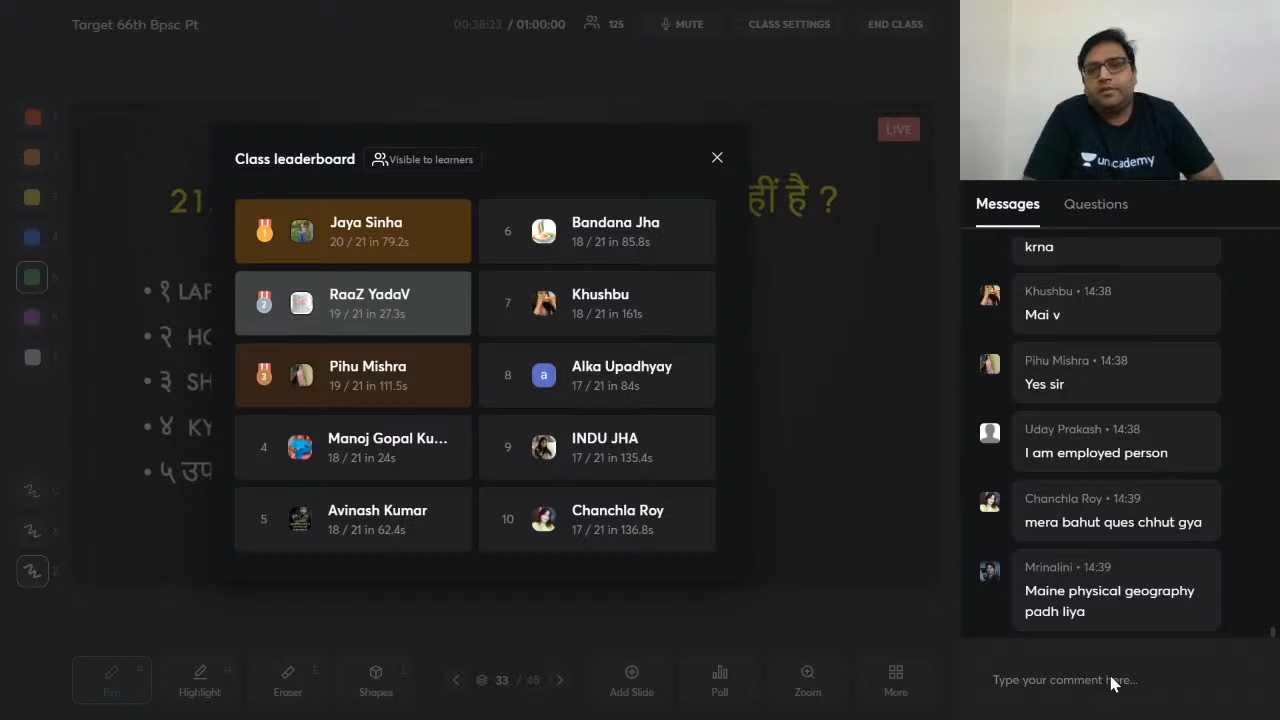 Target 66th Bpsc Pt
00:38:23 / 01:00:00
125
MUTE
CLASS SETTINGS
END CLASS
LIVE
unacademy
Class leaderboard
Visible to learners
21.
हीं है ?
1
Jaya Sinha
20 / 21 in 79.2s
2
RaaZ YadaV
19 / 21 in 27.3s
3
Pihu Mishra
19 / 21 in 111.5s
4
Manoj Gopal Ku...
18 / 21 in 24s
5
Avinash Kumar
18 / 21 in 62.4s
6
Bandana Jha
18 / 21 in 85.8s
7
Khushbu
18 / 21 in 161s
8
a
Alka Upadhyay
17 / 21 in 84s
9
INDU JHA
17 / 21 in 135.4s
10
Chanchla Roy
17 / 21 in 136.8s
• १ LAP
• २ HO
• ३ SH
• ४ KY
• ५ उप
Messages
Questions
krna
Khushbu • 14:38
Mai v
Pihu Mishra • 14:38
Yes sir
Uday Prakash • 14:38
I am employed person
Chanchla Roy • 14:39
mera bahut ques chhut gya
Mrinalini • 14:39
Maine physical geography
padh liya
Type your comment here...
Pen
Highlight
Eraser
Shapes
33 / 48
Add Slide
Poll
Zoom
More